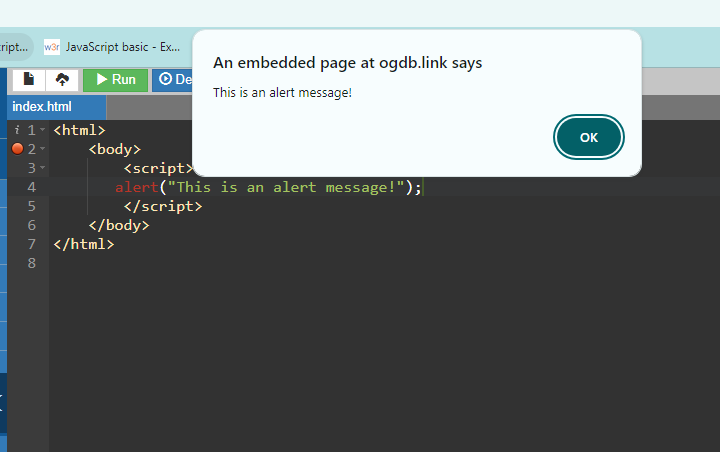 ript...
w3r JavaScript basic - Ex...
An embedded page at ogdb.link says
This is an alert message!
OK
Run
De
index.html
i 1 <html>
2 <body>
3 <script>
4 alert("This is an alert message!");
5 </script>
6 </body>
7 </html>
8